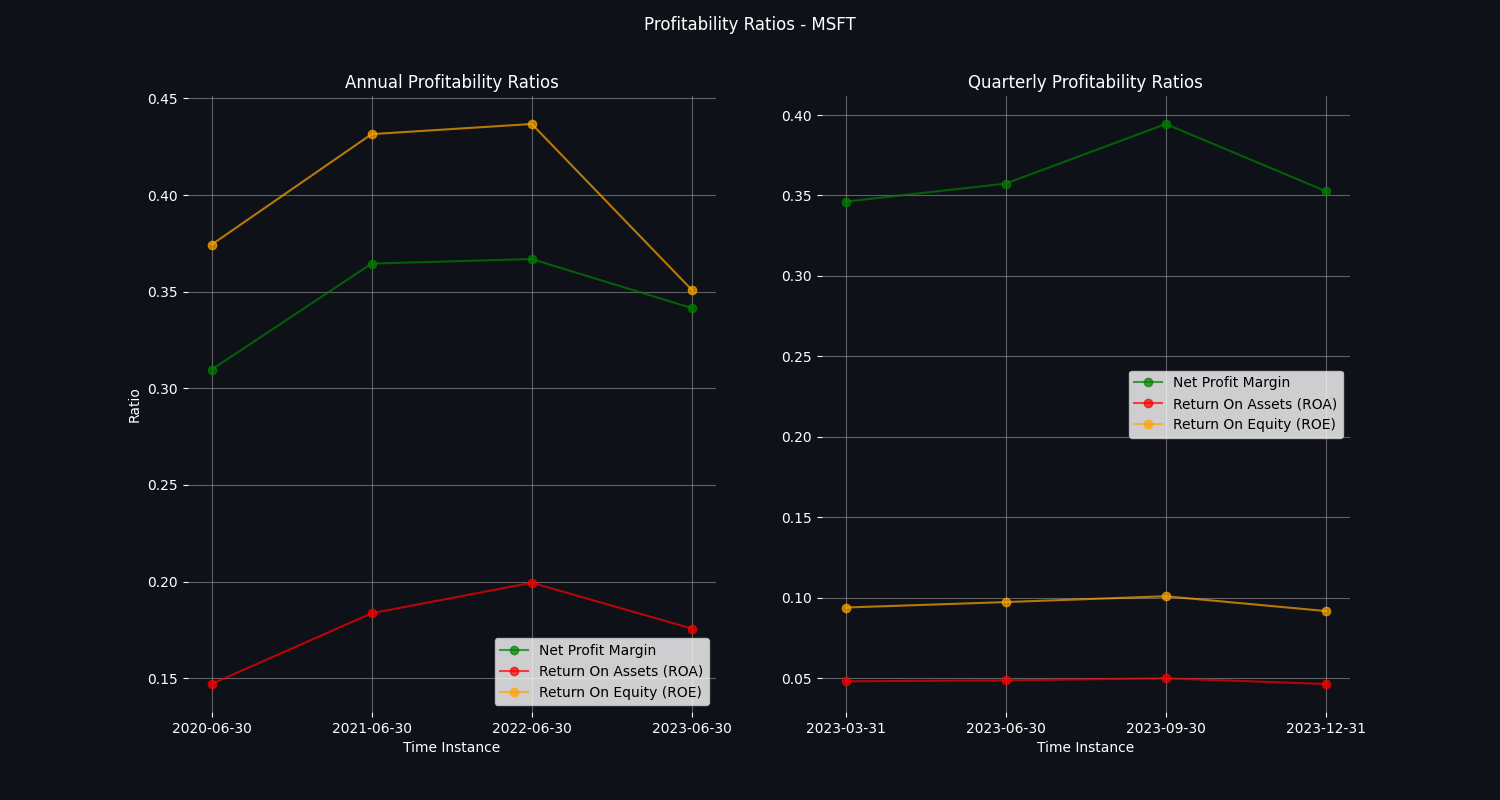 Profitability Ratios - MSFT
Annual Profitability Ratios
0.45
0.40
0.35
0.30
0.25
0.20
0.15
Ratio
Net Profit Margin
Return On Assets (ROA)
Return On Equity (ROE)
2020-06-30
2021-06-30
2022-06-30
2023-06-30
Time Instance
Quarterly Profitability Ratios
0.40
0.35
0.30
0.25
0.20
0.15
0.10
0.05
Net Profit Margin
Return On Assets (ROA)
Return On Equity (ROE)
2023-03-31
2023-06-30
2023-09-30
2023-12-31
Time Instance